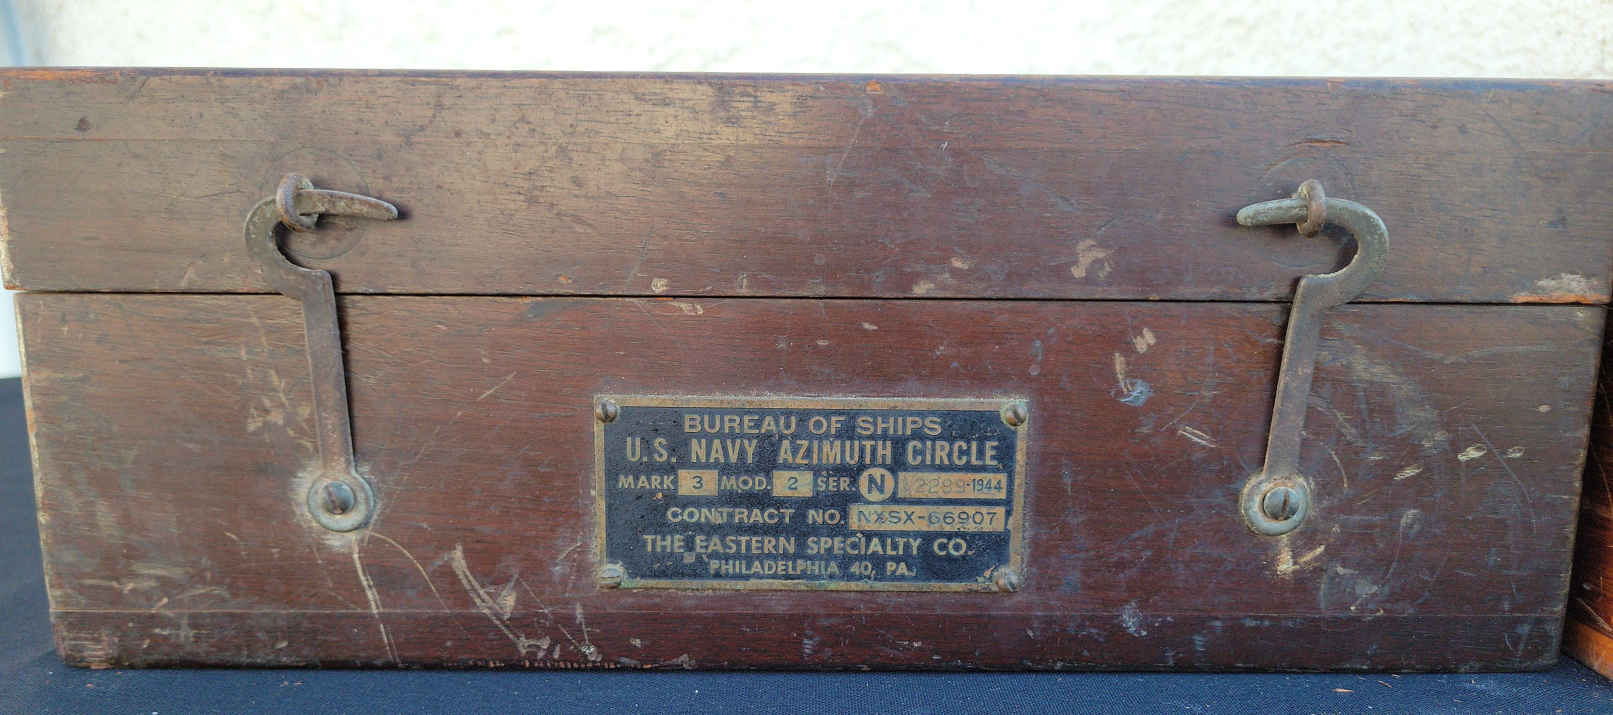 BUREAU OF SHIPS
U.S. NAVY AZIMUTH CIRCLE
MARK 3 MOD. 2 SER. N 12289-1944
CONTRACT NO. NXSX-66907
THE EASTERN SPECIALTY CO.
PHILADELPHIA 40, PA.